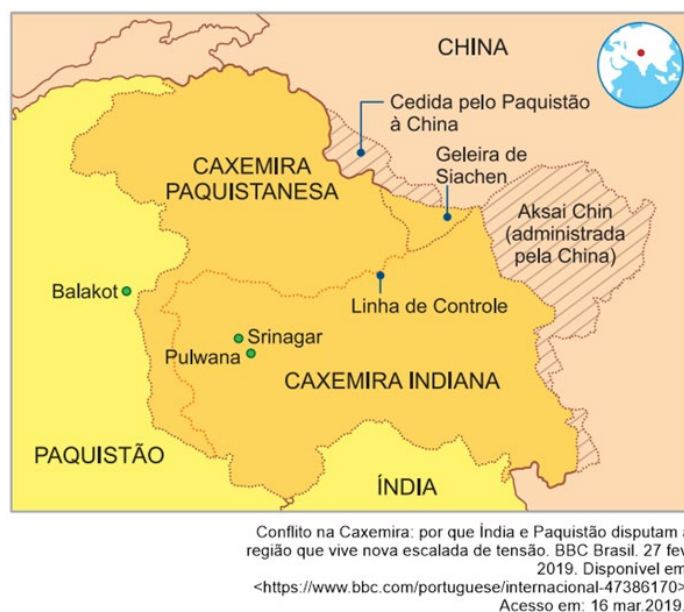 CHINA
Cedida pelo Paquistão
à China
Geleira de
Siachen
CAXEMIRA
PAQUISTANESA
Aksai Chin
(administrada
pela China)
Balakot
Linha de Controle
Srinagar
Pulwana
CAXEMIRA INDIANA
PAQUISTÃO
ÍNDIA
Conflito na Caxemira: por que Índia e Paquistão disputam a
região que vive nova escalada de tensão. BBC Brasil. 27 fev
2019. Disponível em
<https://www.bbc.com/portuguese/internacional-47386170>
Acesso em: 16 mar.2019.